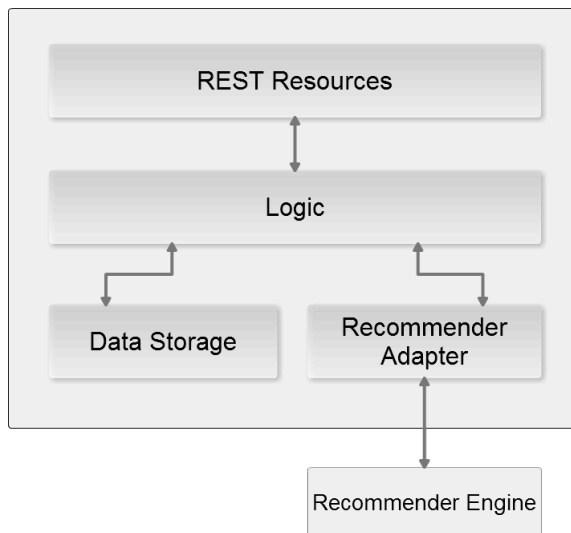 REST Resources
Logic
Data Storage
Recommender
Adapter
Recommender Engine